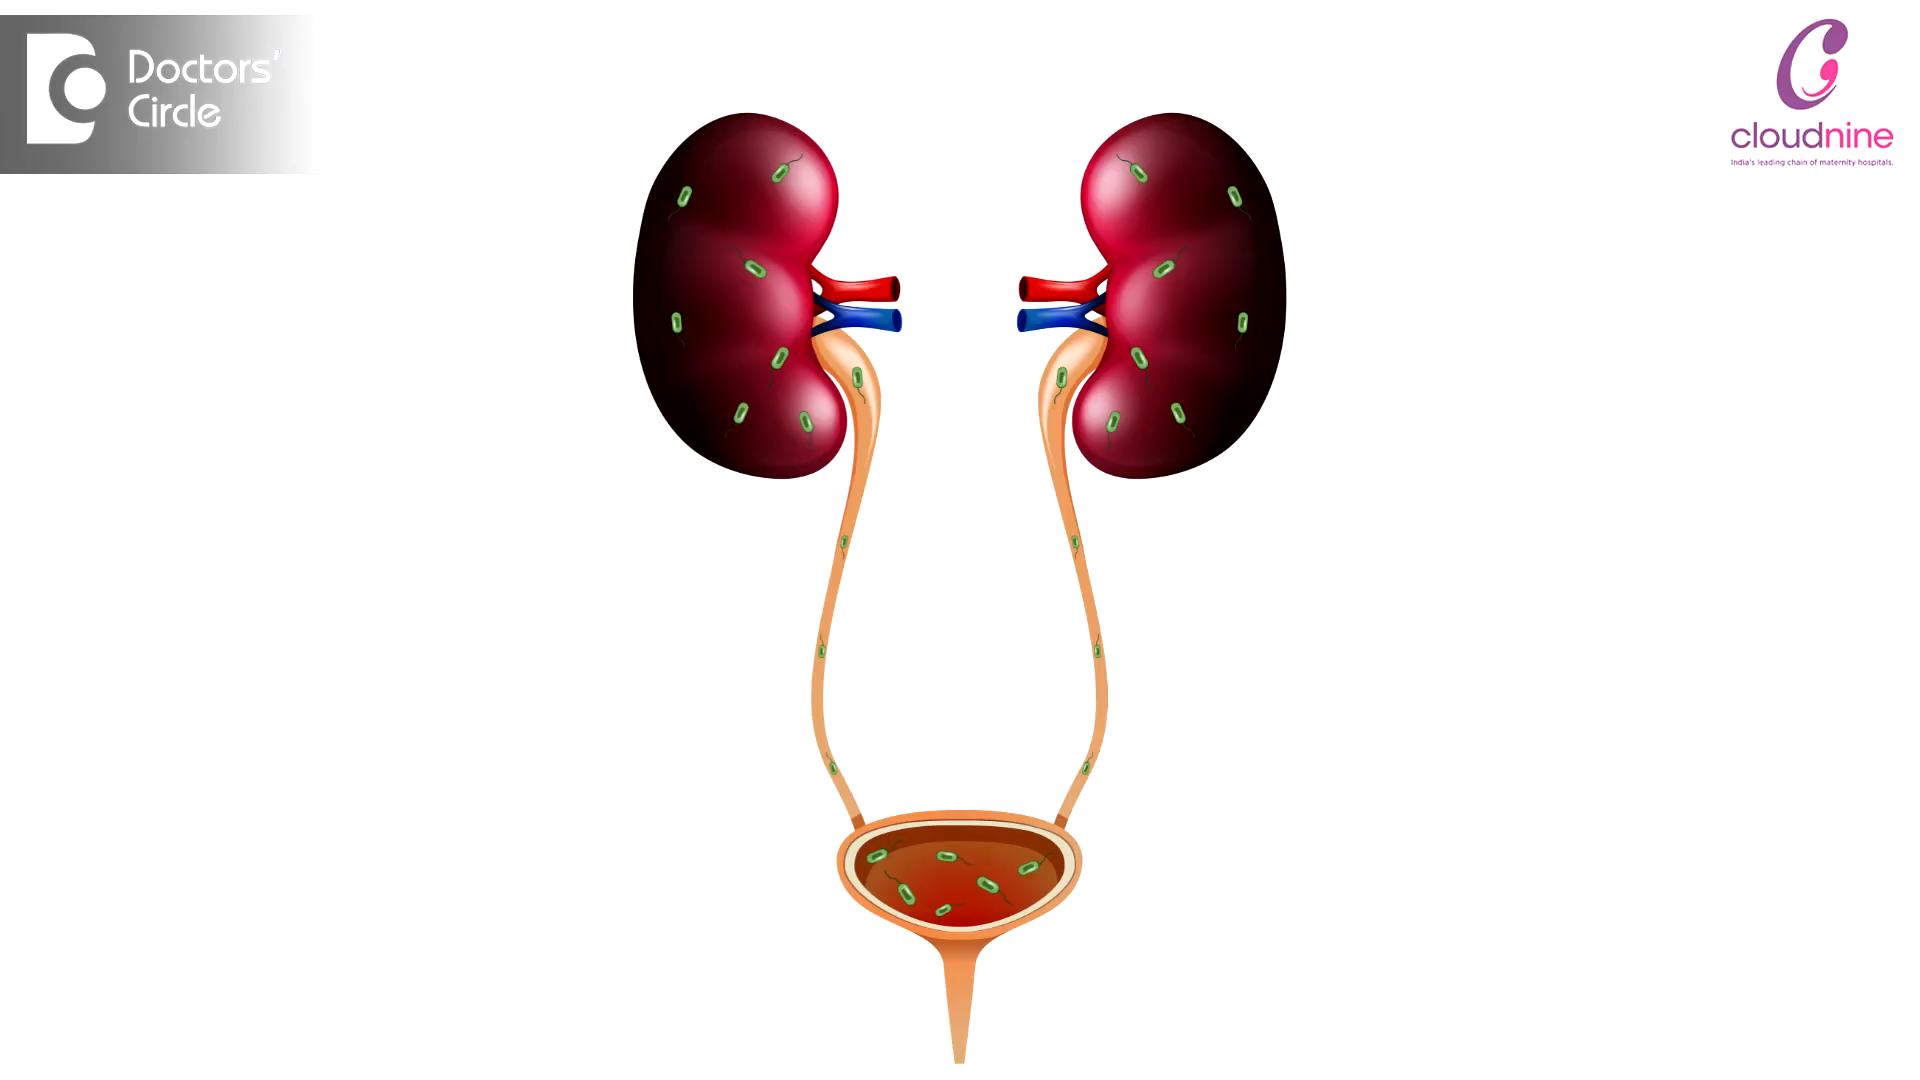 Doctors'
Circle
cloudnine
India's leading chain of maternity hospitals.